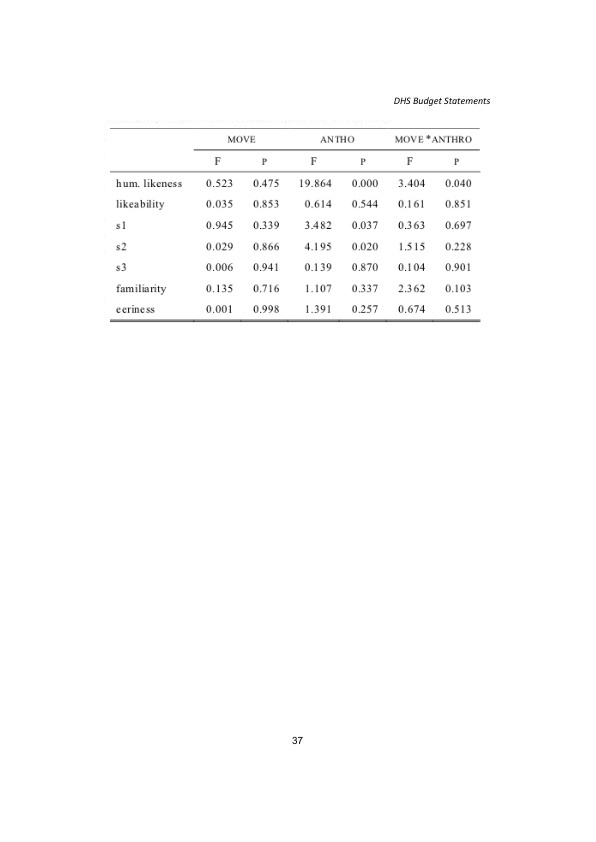 DHS Budget Statements
MOVE ANTHO MOVE*ANTHRO
F P F P F P
hum. likeness 0.523 0.475 19.864 0.000 3.404 0.040
likeability 0.035 0.853 0.614 0.544 0.161 0.851
s1 0.945 0.339 3.482 0.037 0.363 0.697
s2 0.029 0.866 4.195 0.020 1.515 0.228
s3 0.006 0.941 0.139 0.870 0.104 0.901
familiarity 0.135 0.716 1.107 0.337 2.362 0.103
eeriness 0.001 0.998 1.391 0.257 0.674 0.513
37